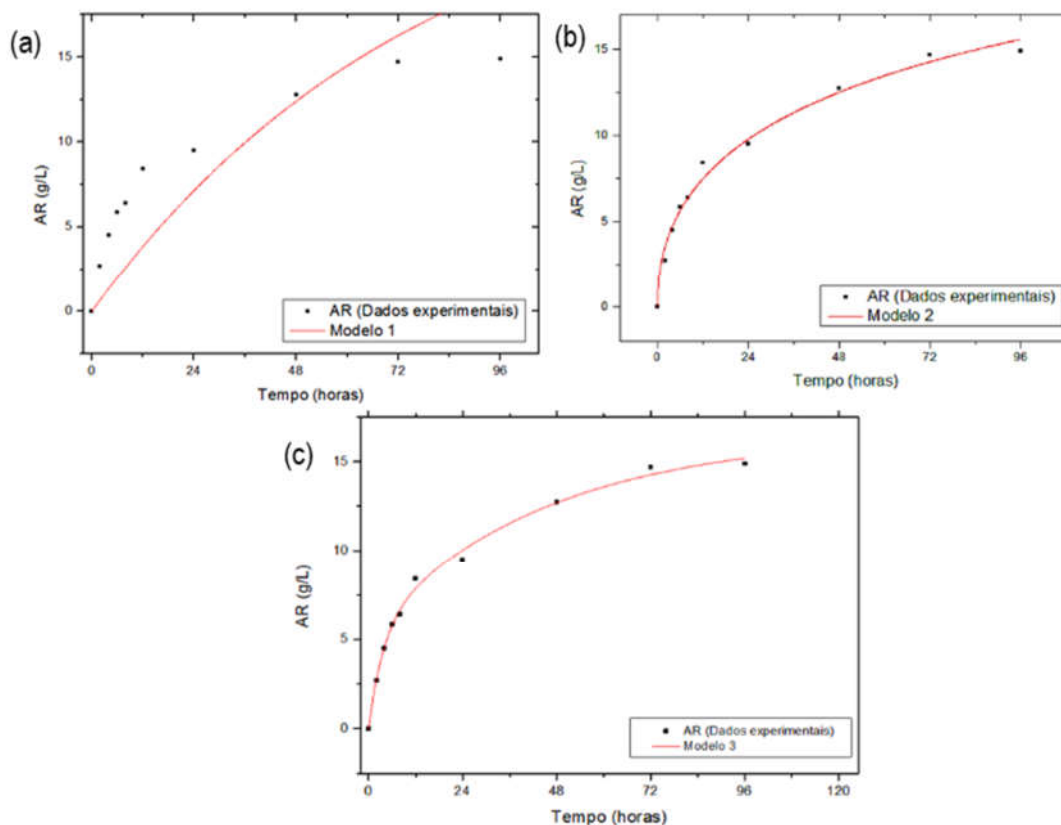 (a)
AR (g/L)
15
10
5
0
AR (Dados experimentais)
Modelo 1
0 24 48 72 96
Tempo (horas)
(b)
AR (g/L)
15
10
5
0
AR (Dados experimentais)
Modelo 2
0 24 48 72 96
Tempo (horas)
(c)
AR (g/L)
15
10
5
0
AR (Dados experimentais)
Modelo 3
0 24 48 72 96 120
Tempo (horas)